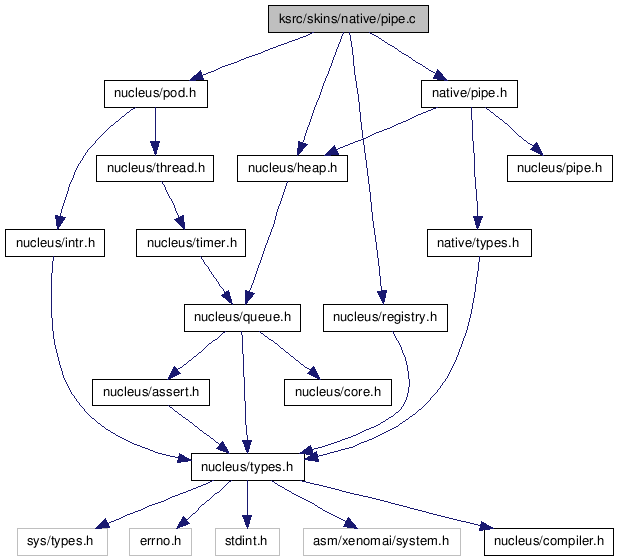 ksrc/skins/native/pipe.c
nucleus/pod.h
native/pipe.h
nucleus/thread.h
nucleus/heap.h
nucleus/pipe.h
nucleus/intr.h
nucleus/timer.h
native/types.h
nucleus/queue.h
nucleus/registry.h
nucleus/assert.h
nucleus/core.h
nucleus/types.h
sys/types.h
errno.h
stdint.h
asm/xenomai/system.h
nucleus/compiler.h